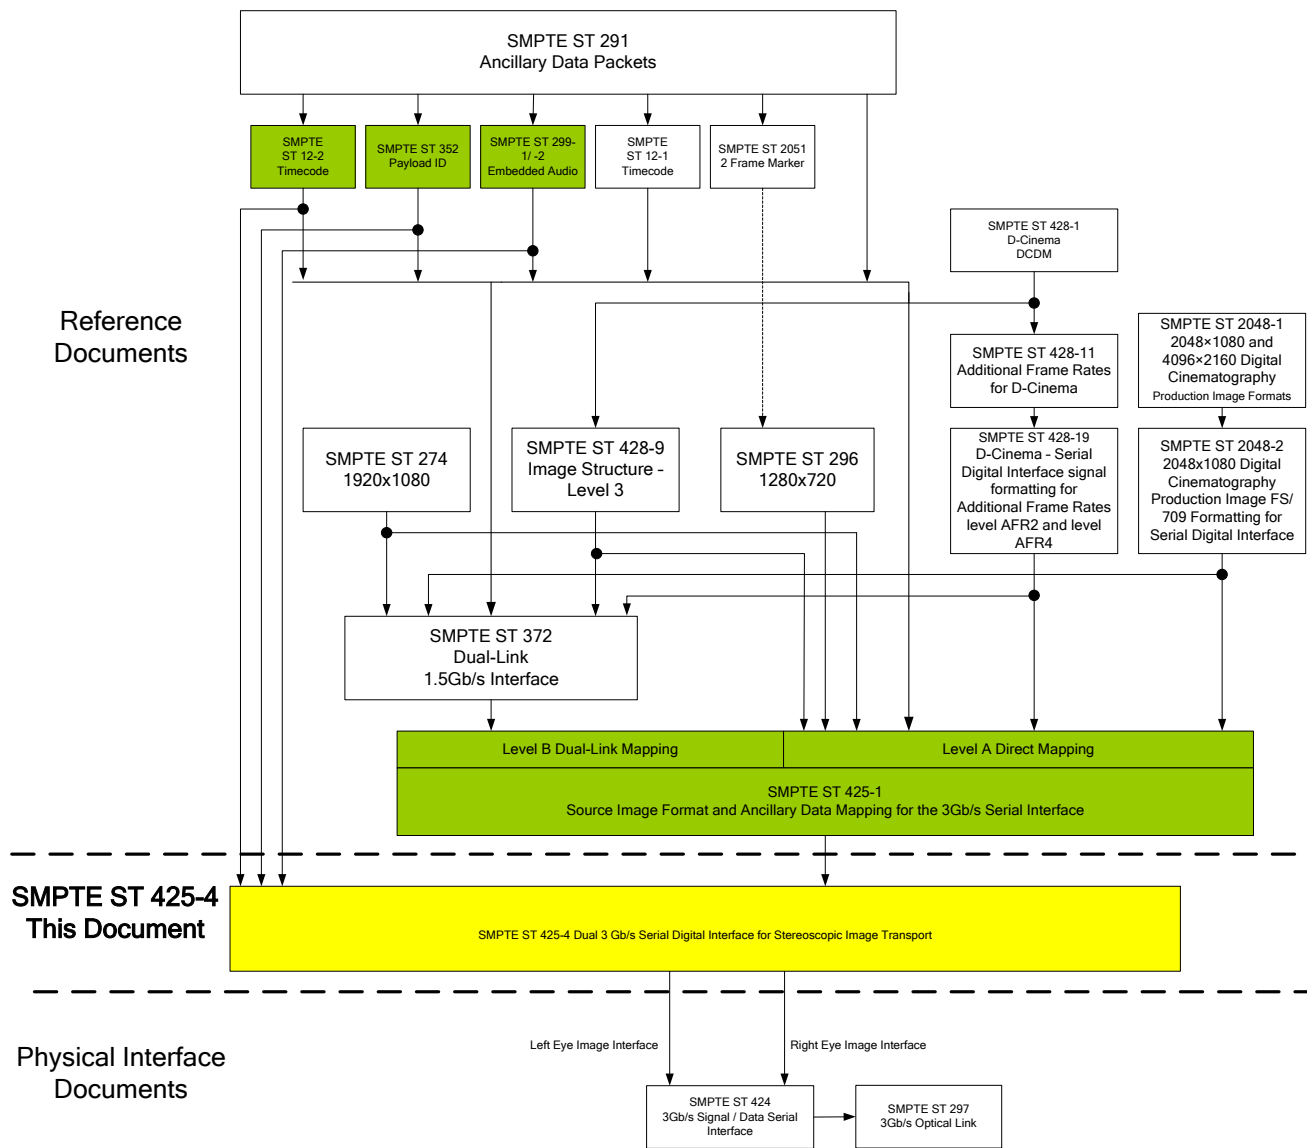 SMPTE ST 291
Ancillary Data Packets
SMPTE
ST 12-2
Timecode
SMPTE ST 352
Payload ID
SMPTE ST 299-
1/ -2
Embedded Audio
SMPTE
ST 12-1
Timecode
SMPTE ST 2051
2 Frame Marker
SMPTE ST 428-1
D-Cinema
DCDM
Reference
Documents
SMPTE ST 428-11
Additional Frame Rates
for D-Cinema
SMPTE ST 2048-1
2048×1080 and
4096×2160 Digital
Cinematography
Production Image Formats
SMPTE ST 274
1920x1080
SMPTE ST 428-9
Image Structure -
Level 3
SMPTE ST 296
1280x720
SMPTE ST 428-19
D-Cinema - Serial
Digital Interface signal
formatting for
Additional Frame Rates
level AFR2 and level
AFR4
SMPTE ST 2048-2
2048x1080 Digital
Cinematography
Production Image FS/
709 Formatting for
Serial Digital Interface
SMPTE ST 372
Dual-Link
1.5Gb/s Interface
Level B Dual-Link Mapping
Level A Direct Mapping
SMPTE ST 425-1
Source Image Format and Ancillary Data Mapping for the 3Gb/s Serial Interface
SMPTE ST 425-4
This Document
SMPTE ST 425-4 Dual 3 Gb/s Serial Digital Interface for Stereoscopic Image Transport
Physical Interface
Documents
Left Eye Image Interface
Right Eye Image Interface
SMPTE ST 424
3Gb/s Signal / Data Serial
Interface
SMPTE ST 297
3Gb/s Optical Link